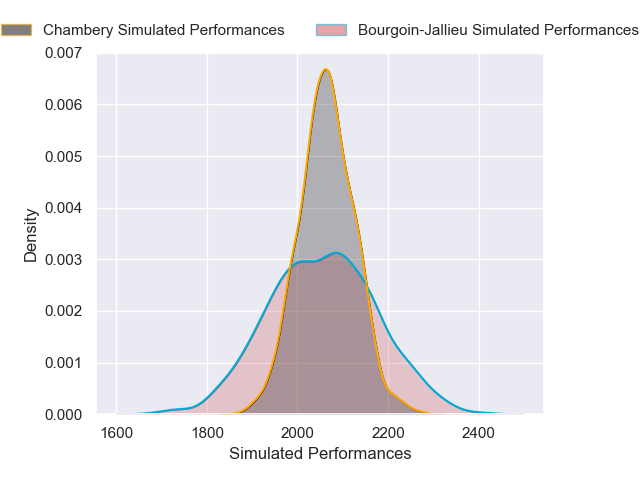 Chambery Simulated Performances Bourgoin-Jallieu Simulated Performances
0.007
0.006
0.005
0.004
0.003
0.002
0.001
0.000
Density
1600 1800 2000 2200 2400
Simulated Performances